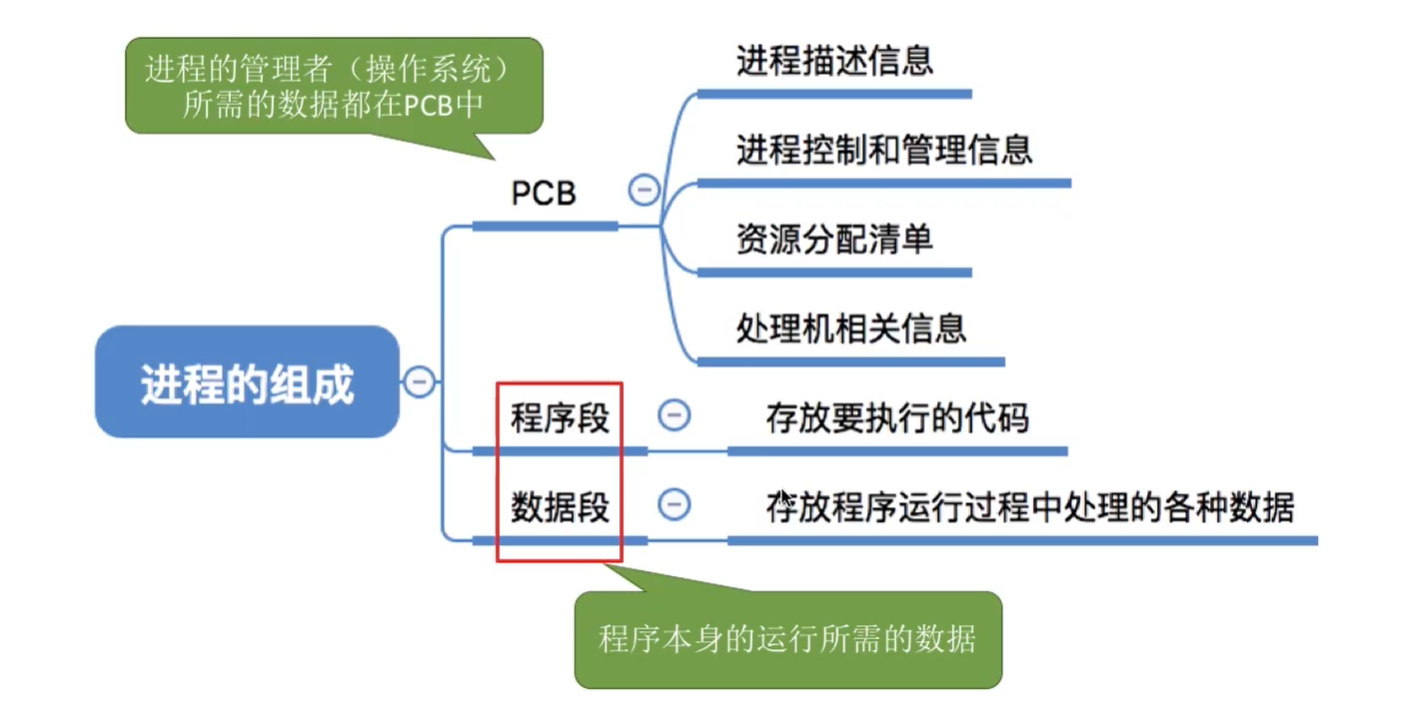 进程的管理者（操作系统）
所需的数据都在PCB中
进程描述信息
进程控制和管理信息
PCB
资源分配清单
处理机相关信息
进程的组成
程序段
存放要执行的代码
数据段
存放程序运行过程中处理的各种数据
程序本身的运行所需的数据